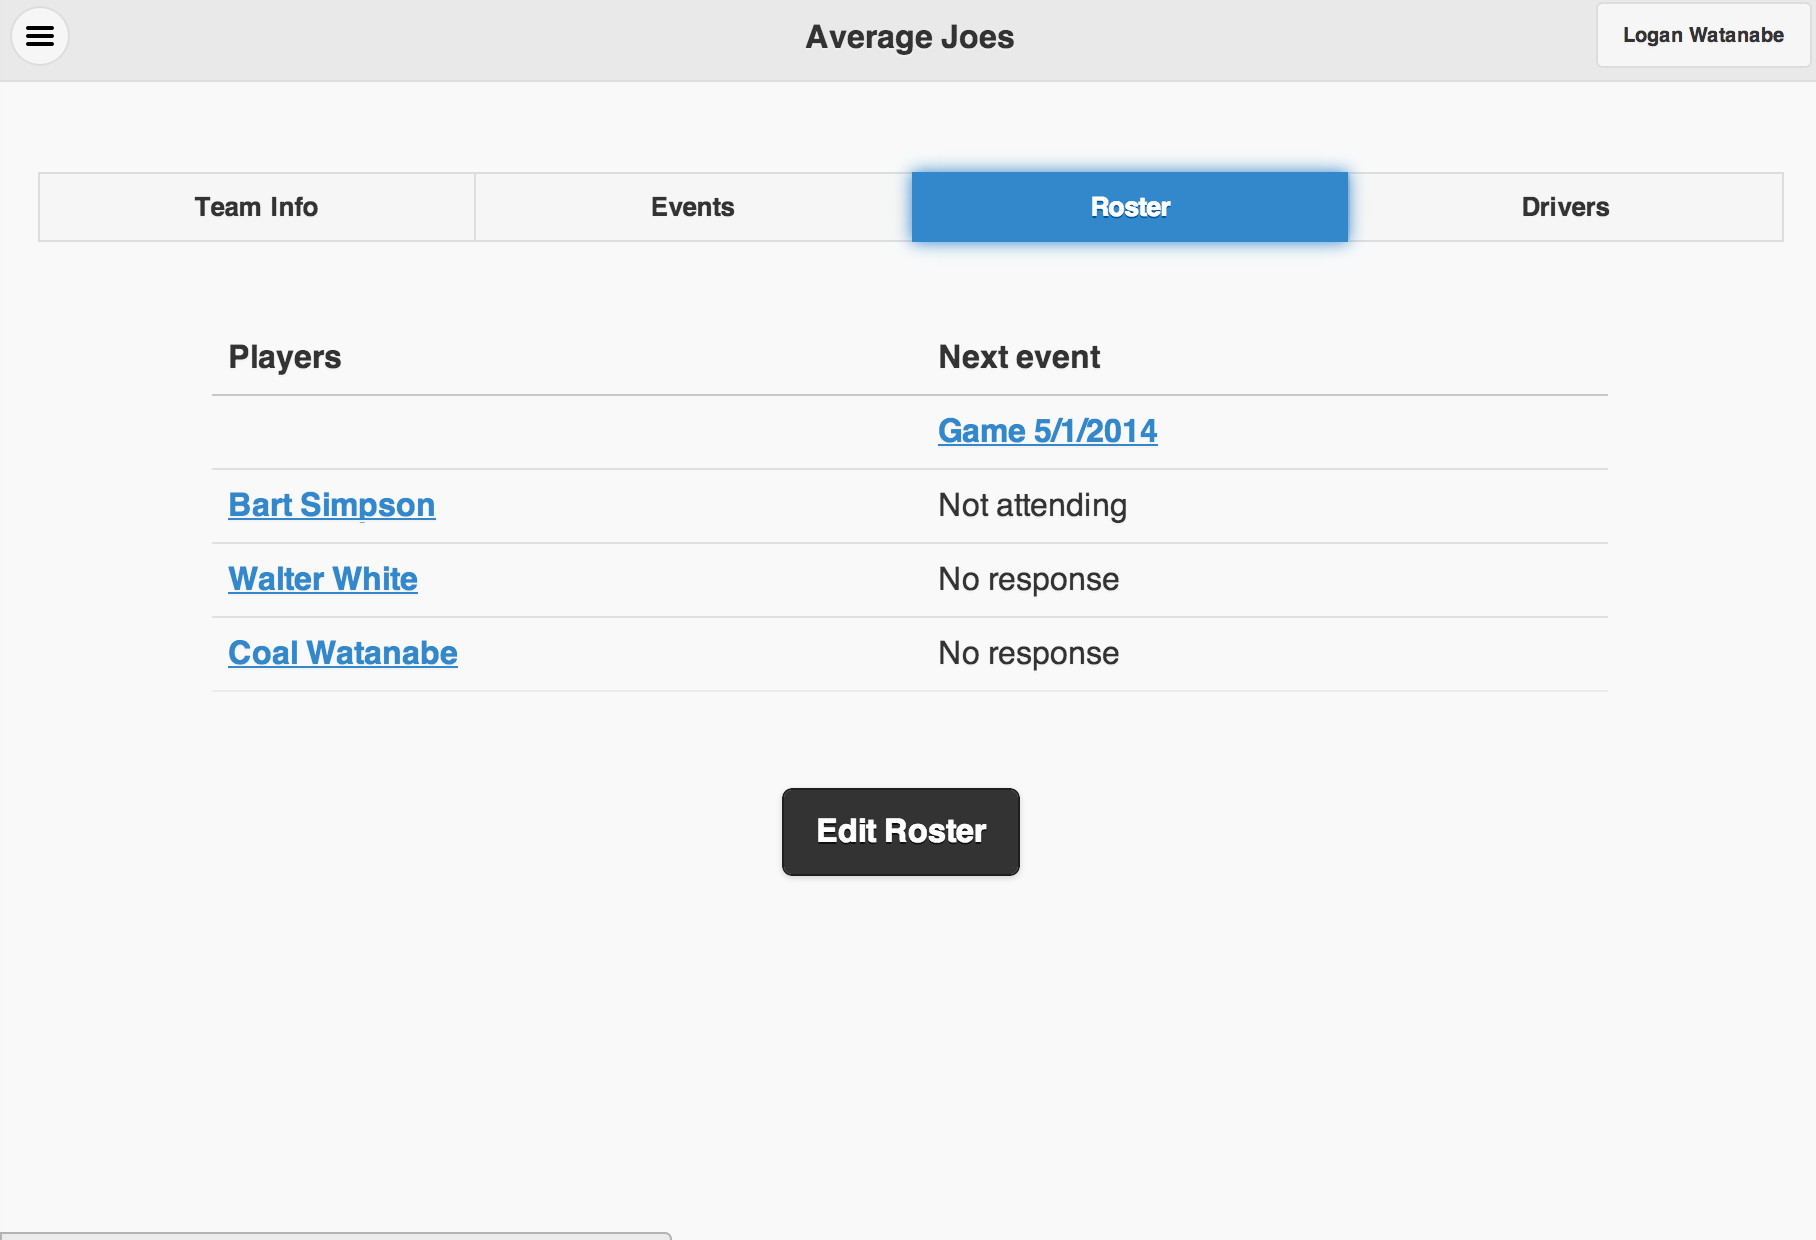 Average Joes
Logan Watanabe
Team Info
Events
Roster
Drivers
Players
Next event
Game 5/1/2014
Bart Simpson
Not attending
Walter White
No response
Coal Watanabe
No response
Edit Roster